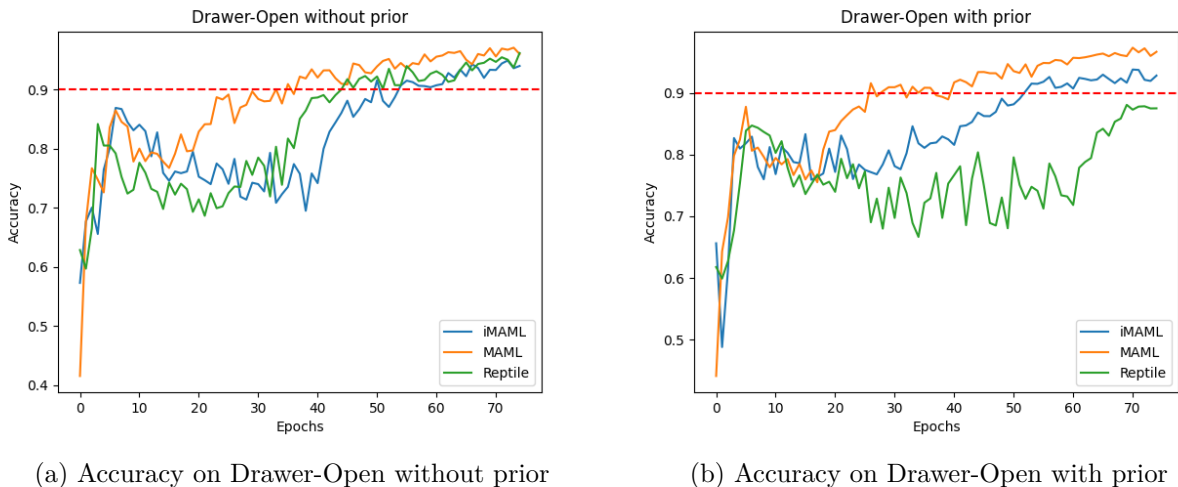 Drawer-Open without prior
Accuracy
0.9
0.8
0.7
0.6
0.5
0.4
0 10 20 30 40 50 60 70
Epochs
iMAML
MAML
Reptile
(a) Accuracy on Drawer-Open without prior
Drawer-Open with prior
Accuracy
0.9
0.8
0.7
0.6
0.5
0 10 20 30 40 50 60 70
Epochs
iMAML
MAML
Reptile
(b) Accuracy on Drawer-Open with prior